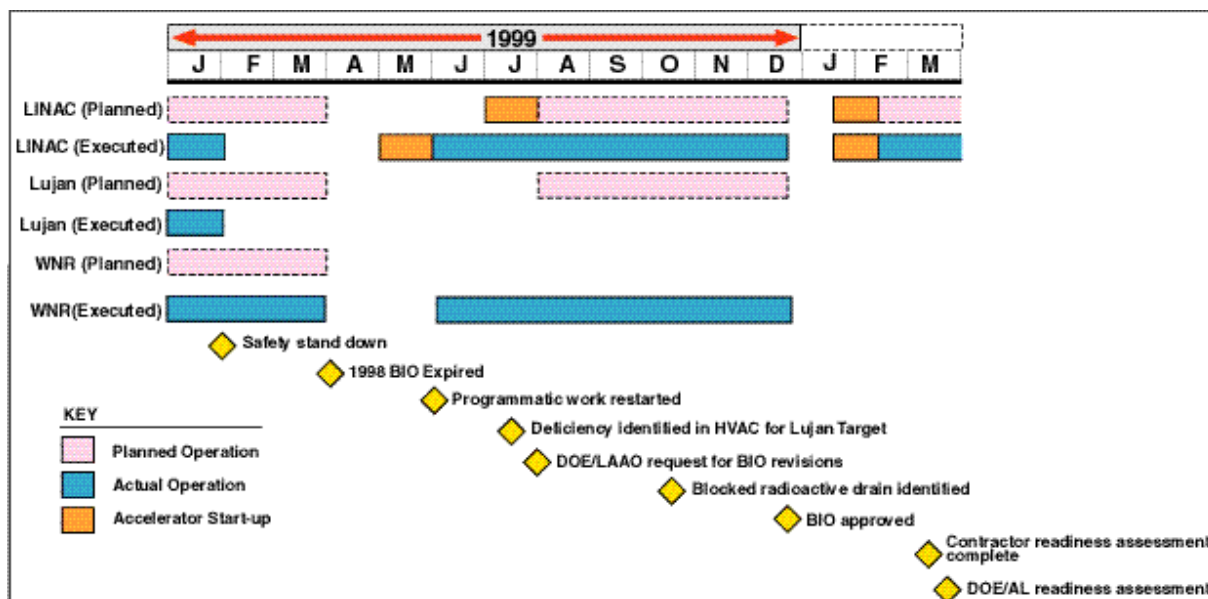 1999
J F M A M J J A S O N D J F M
LINAC (Planned)
LINAC (Executed)
Lujan (Planned)
Lujan (Executed)
WNR (Planned)
WNR(Executed)
Safety stand down
1998 BIO Expired
Programmatic work restarted
Deficiency identified in HVAC for Lujan Target
DOE/LAAO request for BIO revisions
Blocked radioactive drain identified
BIO approved
Contractor readiness assessment
complete
DOE/AL readiness assessment
KEY
Planned Operation
Actual Operation
Accelerator Start-up